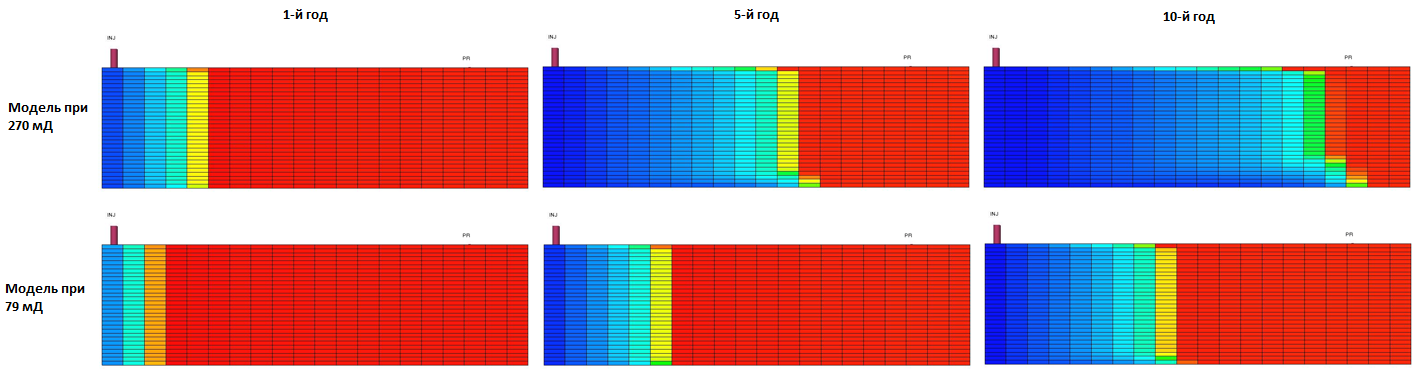 1-й год
5-й год
10-й год
INJ
PR
INJ
PR
INJ
PR
Модель при
270 мД
INJ
PR
INJ
PR
INJ
PR
Модель при
79 мД